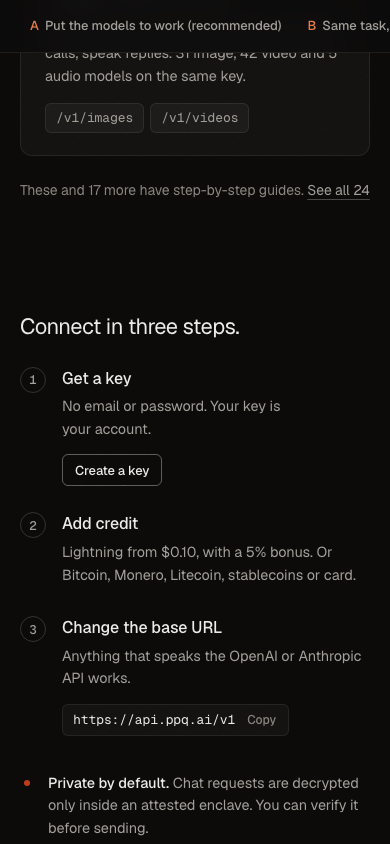 A Put the models to work (recommended) B Same task,
calls, speak replies. 31 image, 42 video and 5
audio models on the same key.
/v1/images /v1/videos
These and 17 more have step-by-step guides. See all 24
Connect in three steps.
1 Get a key
No email or password. Your key is
your account.
Create a key
2 Add credit
Lightning from $0.10, with a 5% bonus. Or
Bitcoin, Monero, Litecoin, stablecoins or card.
3 Change the base URL
Anything that speaks the OpenAI or Anthropic
API works.
https://api.ppq.ai/v1 Copy
Private by default. Chat requests are decrypted
only inside an attested enclave. You can verify it
before sending.